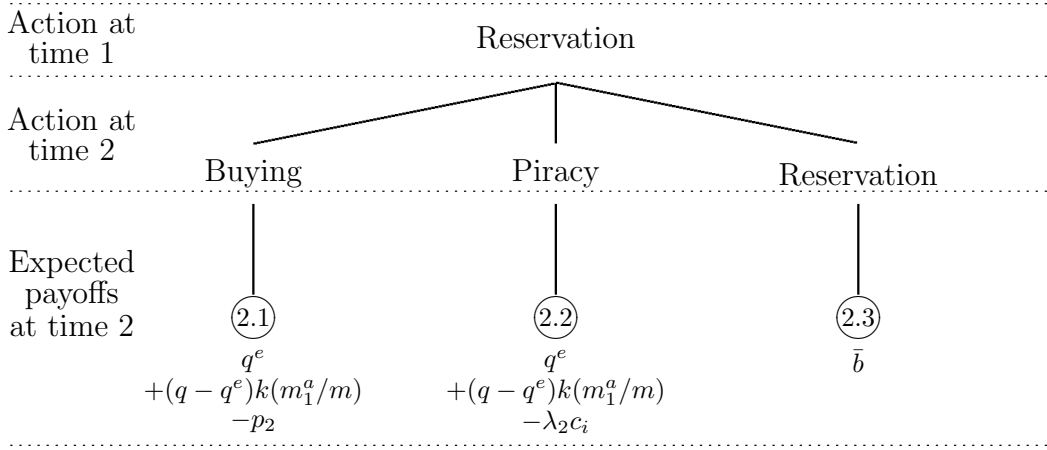 Action at
time 1
Reservation
Action at
time 2
Buying
Piracy
Reservation
Expected
payoffs
at time 2
2.1
2.2
2.3
q^e
+(q − q^e)k(m_1^a/m)
−p_2
q^e
+(q − q^e)k(m_1^a/m)
−λ_2c_i
b̄